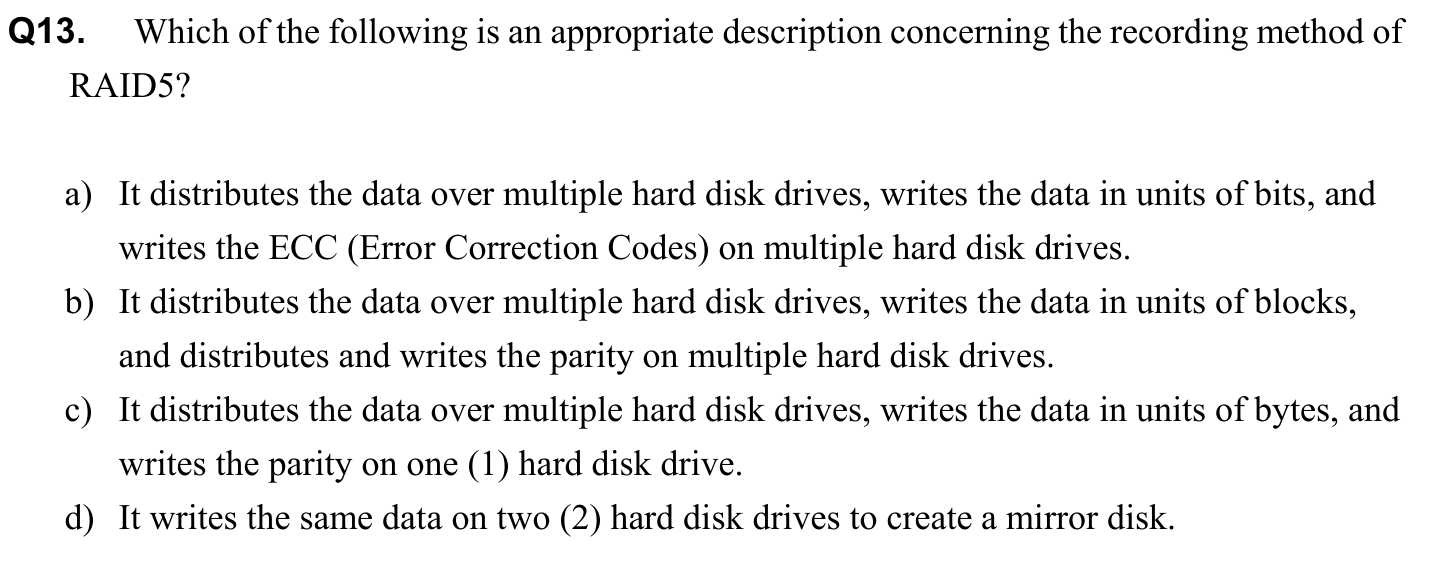 Q13. Which of the following is an appropriate description concerning the recording method of
RAID5?
a) It distributes the data over multiple hard disk drives, writes the data in units of bits, and
writes the ECC (Error Correction Codes) on multiple hard disk drives.
b) It distributes the data over multiple hard disk drives, writes the data in units of blocks,
and distributes and writes the parity on multiple hard disk drives.
c) It distributes the data over multiple hard disk drives, writes the data in units of bytes, and
writes the parity on one (1) hard disk drive.
d) It writes the same data on two (2) hard disk drives to create a mirror disk.